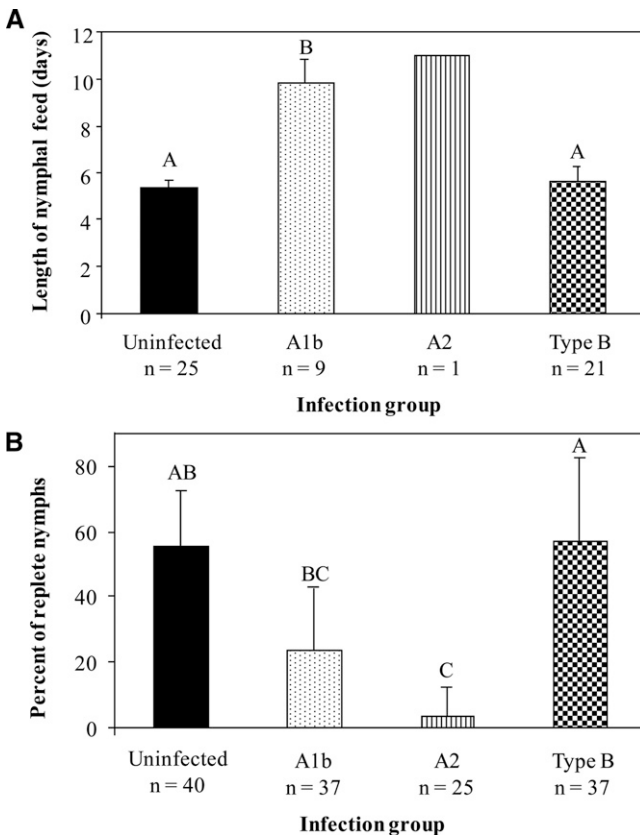 A
Length of nymphal feed (days)
12
10
8
6
4
2
0
A
B
A
Uninfected
n = 25
A1b
n = 9
A2
n = 1
Type B
n = 21
Infection group
B
Percent of replete nymphs
80
60
40
20
0
AB
BC
C
A
Uninfected
n = 40
A1b
n = 37
A2
n = 25
Type B
n = 37
Infection group